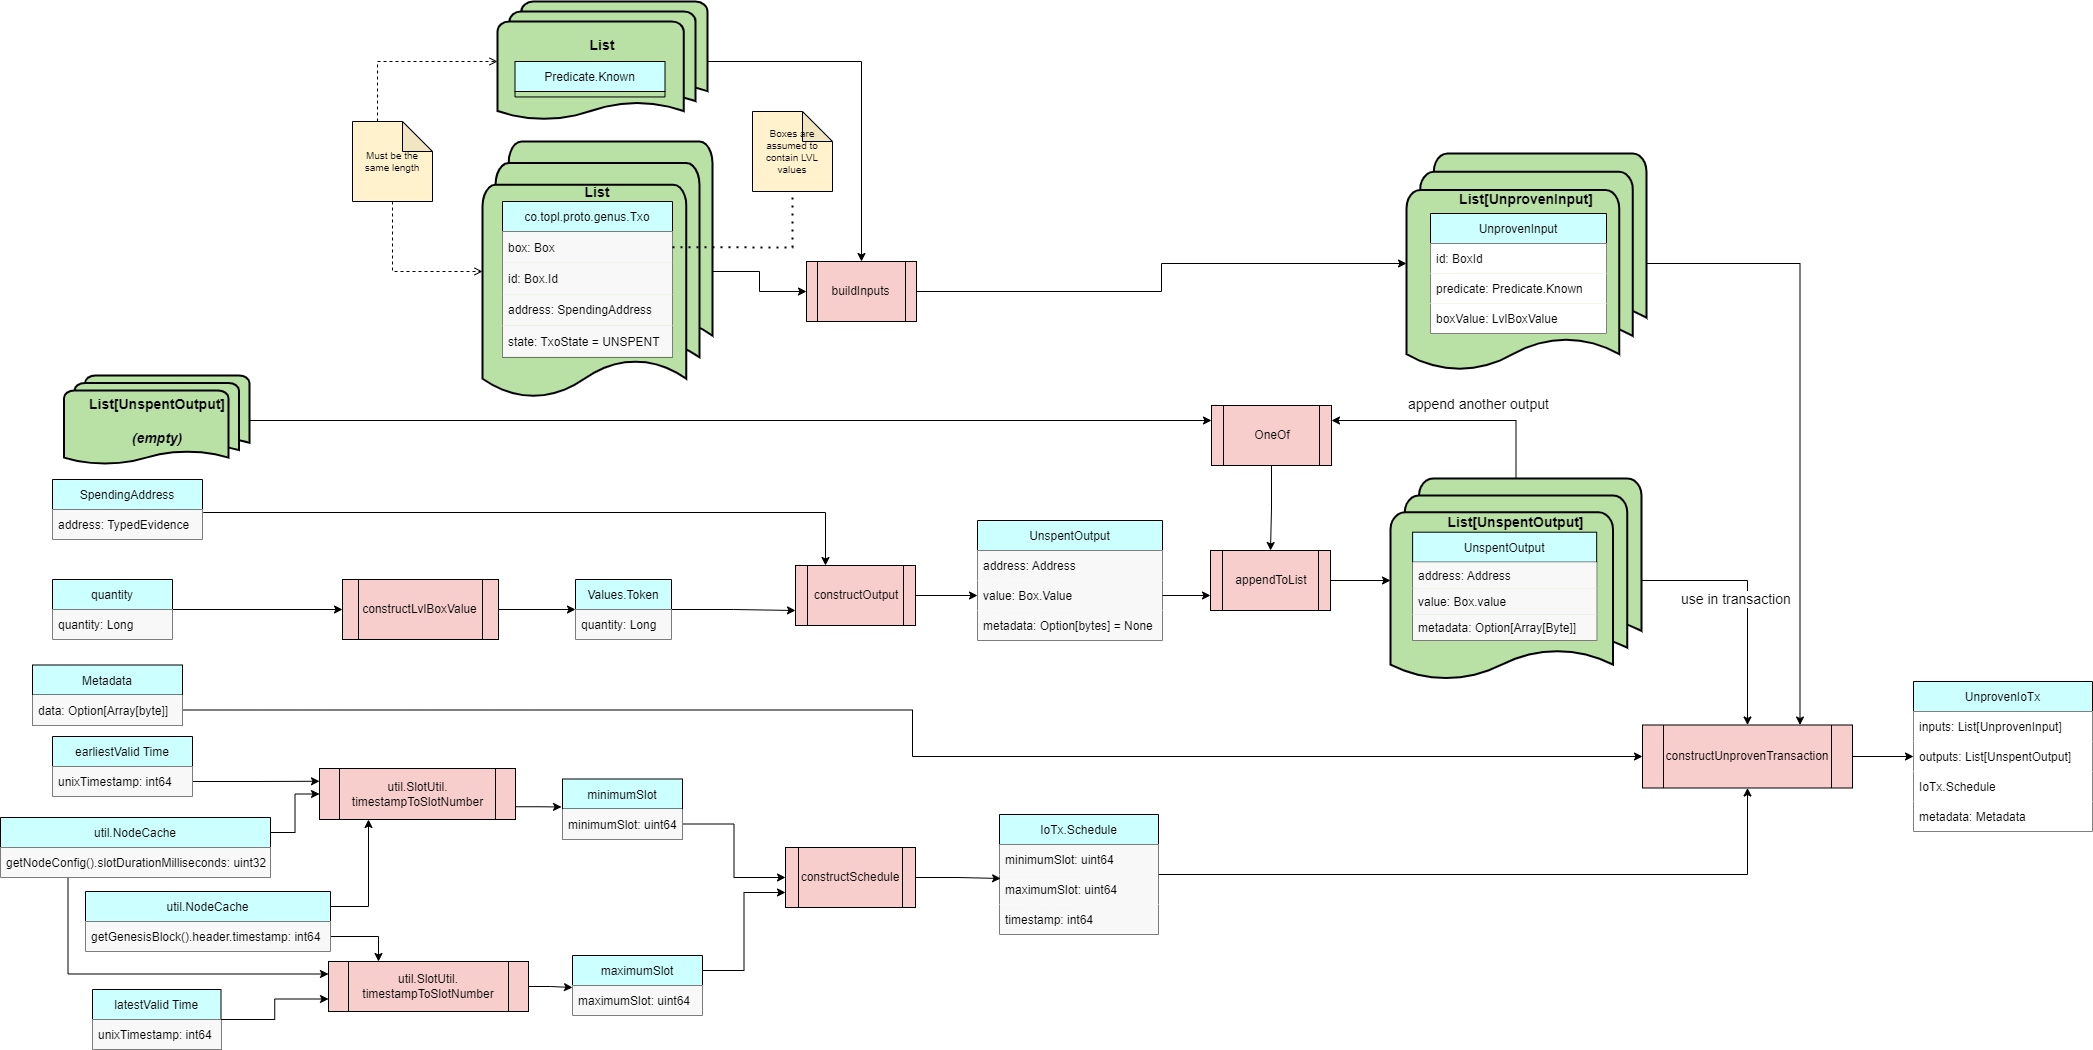 List
Predicate.Known
Must be the
same length
Boxes are
assumed to
contain LVL
values
List
co.topl.proto.genus.Txo
box: Box
id: Box.Id
address: SpendingAddress
state: TxoState = UNSPENT
buildInputs
List[UnprovenInput]
UnprovenInput
id: BoxId
predicate: Predicate.Known
boxValue: LvlBoxValue
List[UnspentOutput]
(empty)
OneOf
append another output
SpendingAddress
address: TypedEvidence
quantity
quantity: Long
constructLvlBoxValue
Values.Token
quantity: Long
constructOutput
UnspentOutput
address: Address
value: Box.Value
metadata: Option[bytes] = None
appendToList
List[UnspentOutput]
UnspentOutput
address: Address
value: Box.value
metadata: Option[Array[Byte]]
use in transaction
Metadata
data: Option[Array[byte]]
earliestValid Time
unixTimestamp: int64
util.NodeCache
getNodeConfig().slotDurationMilliseconds: uint32
util.NodeCache
getGenesisBlock().header.timestamp: int64
latestValid Time
unixTimestamp: int64
util.SlotUtil.
timestampToSlotNumber
util.SlotUtil.
timestampToSlotNumber
minimumSlot
minimumSlot: uint64
maximumSlot
maximumSlot: uint64
constructSchedule
IoTx.Schedule
minimumSlot: uint64
maximumSlot: uint64
timestamp: int64
constructUnprovenTransaction
UnprovenIoTx
inputs: List[UnprovenInput]
outputs: List[UnspentOutput]
IoTx.Schedule
metadata: Metadata